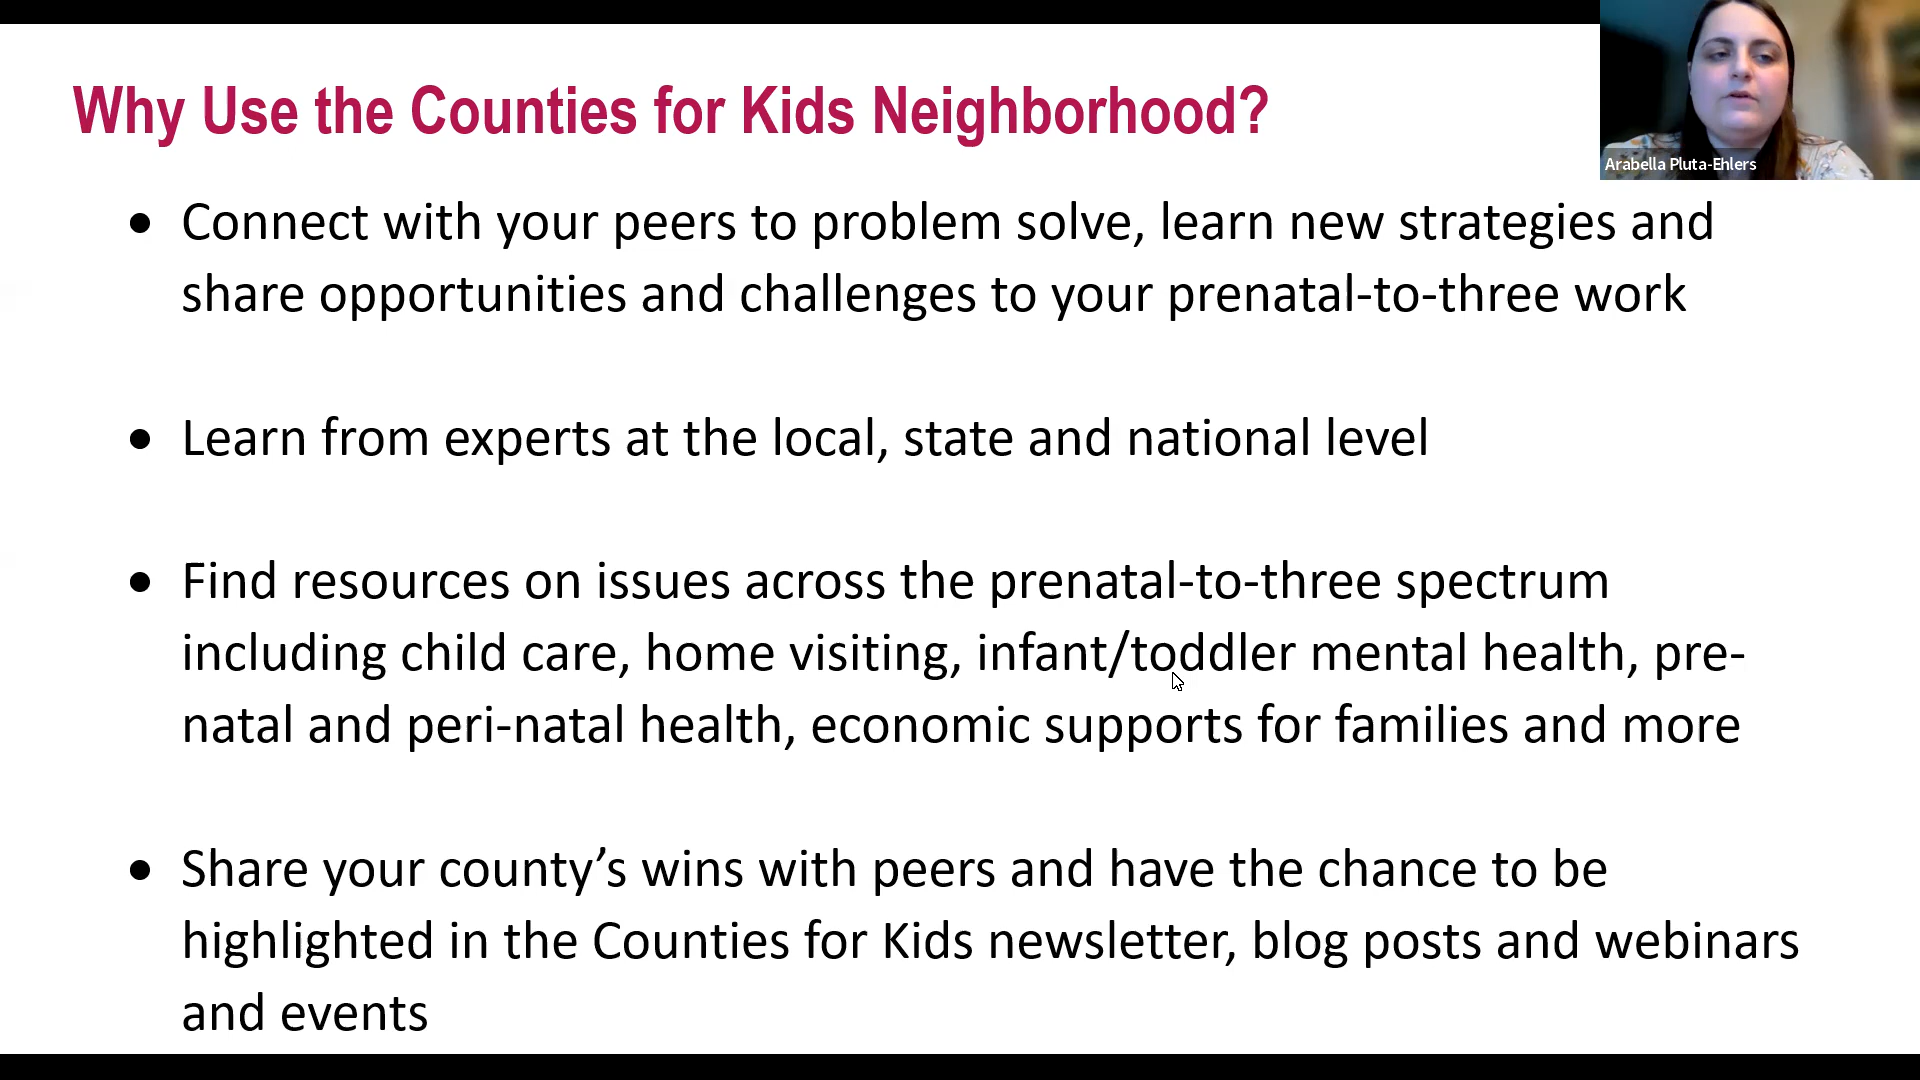 Why Use the Counties for Kids Neighborhood?
Arabella Pluta-Ehlers
• Connect with your peers to problem solve, learn new strategies and
share opportunities and challenges to your prenatal-to-three work
• Learn from experts at the local, state and national level
• Find resources on issues across the prenatal-to-three spectrum
including child care, home visiting, infant/toddler mental health, pre-
natal and peri-natal health, economic supports for families and more
• Share your county’s wins with peers and have the chance to be
highlighted in the Counties for Kids newsletter, blog posts and webinars
and events